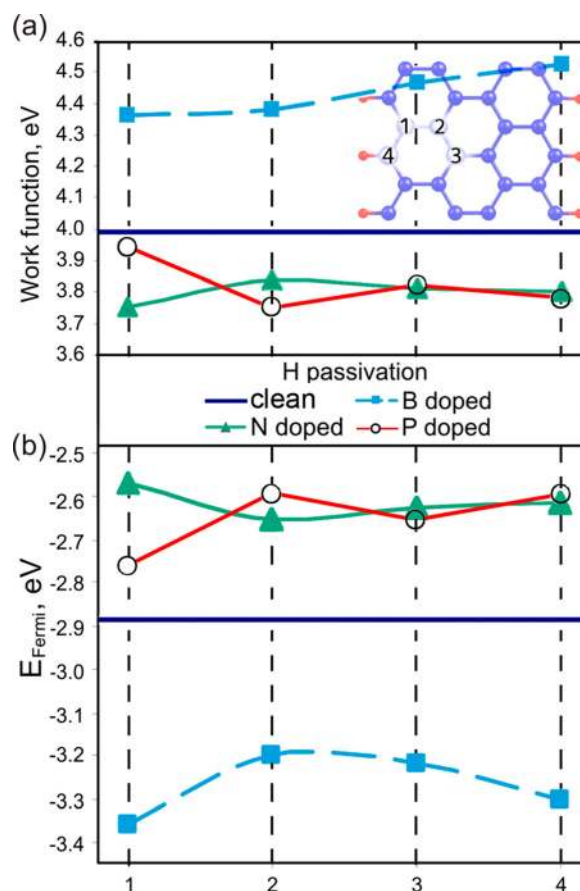 (a)
4.6
4.5
4.4
4.3
4.2
4.1
4.0
3.9
3.8
3.7
3.6
Work function, eV
1 2
4 3
H passivation
clean B doped
N doped P doped
(b)
-2.5
-2.6
-2.7
-2.8
-2.9
-3.0
-3.1
-3.2
-3.3
-3.4
E_Fermi, eV
1 2 3 4